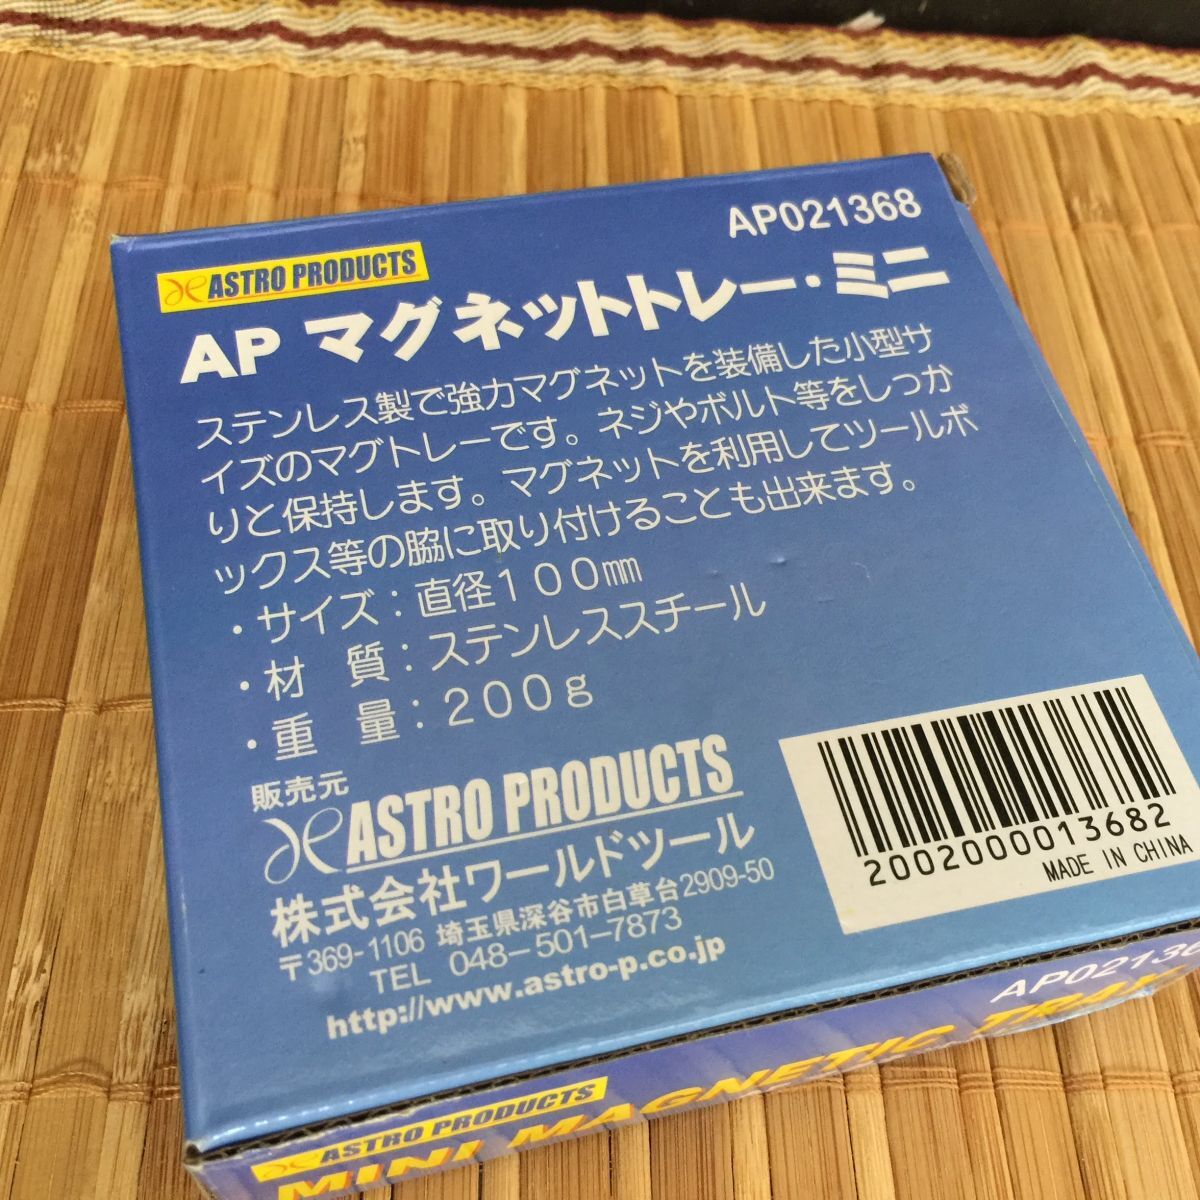 AP021368
ASTRO PRODUCTS
AP マグネットトレー・ミニ
ステンレス製で強力マグネットを装備した小型サ
イズのマグトレーです。ネジやボルト等をしっか
りと保持します。マグネットを利用してツールボ
ックス等の脇に取り付けることも出来ます。
・サイズ：直径１００㎜
・材　質：ステンレススチール
・重　量：２００ｇ
販売元
ASTRO PRODUCTS
株式会社ワールドツール
〒369-1106 埼玉県深谷市白草台2909-50
TEL 048-501-7873
http://www.astro-p.co.jp
2002000013682
MADE IN CHINA
AP02136
ASTRO PRODUCTS
MINI MAGNETIC TRAY